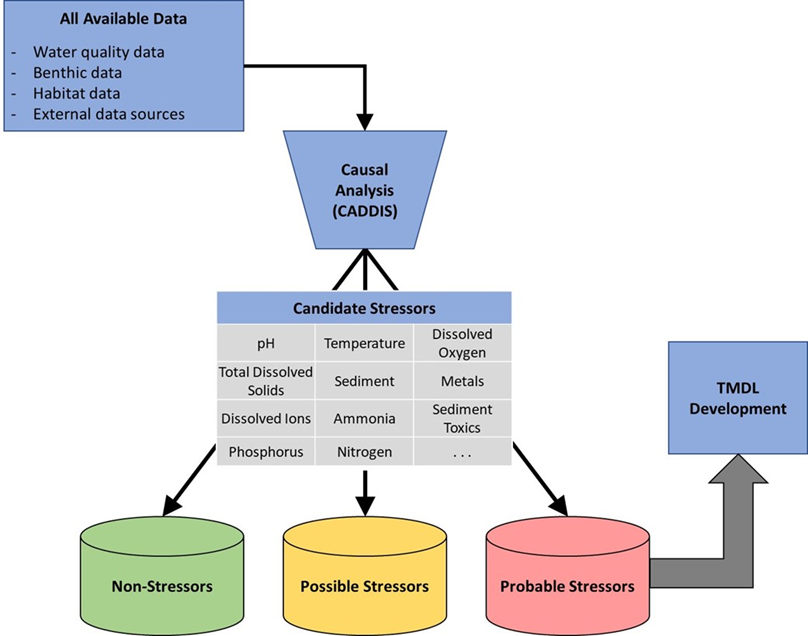 All Available Data
- Water quality data
- Benthic data
- Habitat data
- External data sources
Causal
Analysis
(CADDIS)
Candidate Stressors
pH
Temperature
Dissolved
Oxygen
Total Dissolved
Solids
Sediment
Metals
Dissolved Ions
Ammonia
Sediment
Toxics
Phosphorus
Nitrogen
. . .
TMDL
Development
Non-Stressors
Possible Stressors
Probable Stressors